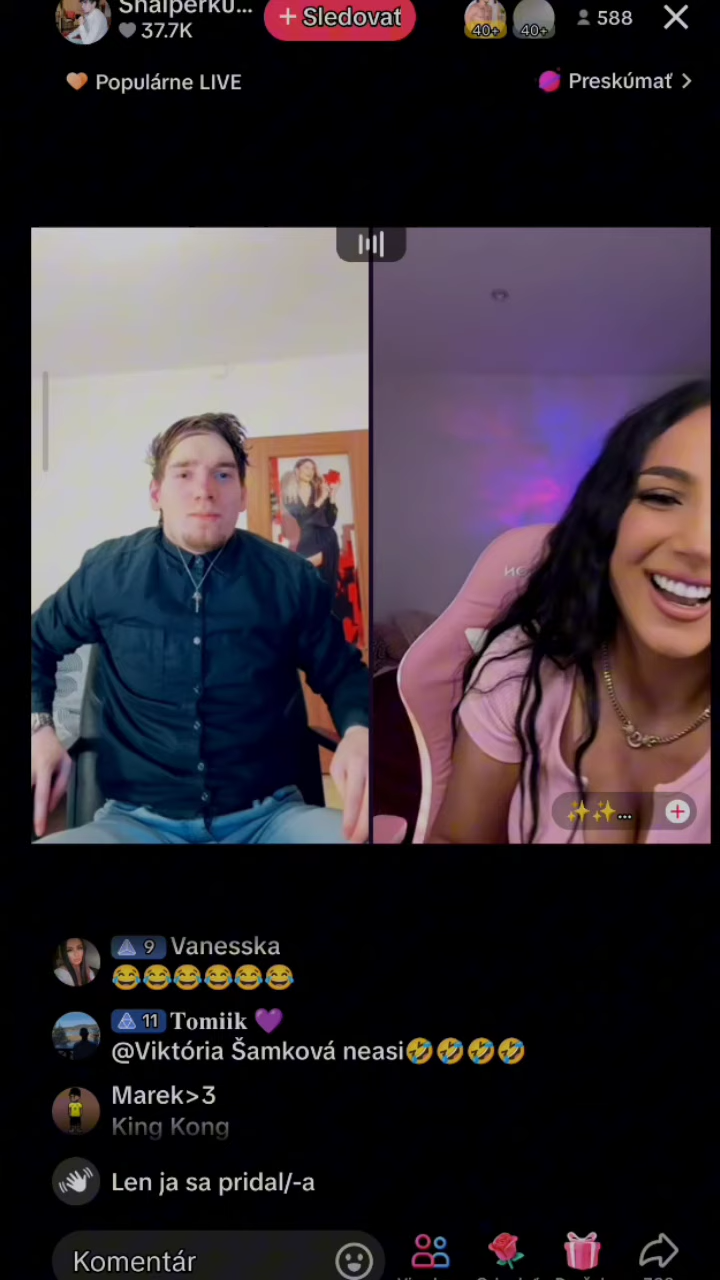 Snaiperku...
37.7K
+ Sledovať
40+
40+
588
Populárne LIVE
Preskúmať >
...
9 Vanesska
😂😂😂😂😂😂
11 Tomiik 💜
@Viktória Šamková neasi🤣🤣🤣🤣
Marek>3
King Kong
Len ja sa pridal/-a
Komentár